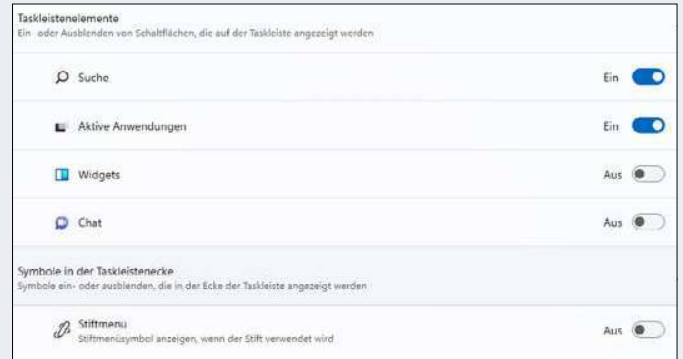 Taskleistenelemente
Ein- oder Ausblenden von Schaltflächen, die auf der Taskleiste angezeigt werden
Suche Ein
Aktive Anwendungen Ein
Widgets Aus
Chat Aus
Symbole in der Taskleistenecke
Symbole ein- oder ausblenden, die in der Ecke der Taskleiste angezeigt werden
Stiftmenü
Stiftmenüsymbol anzeigen, wenn der Stift verwendet wird Aus